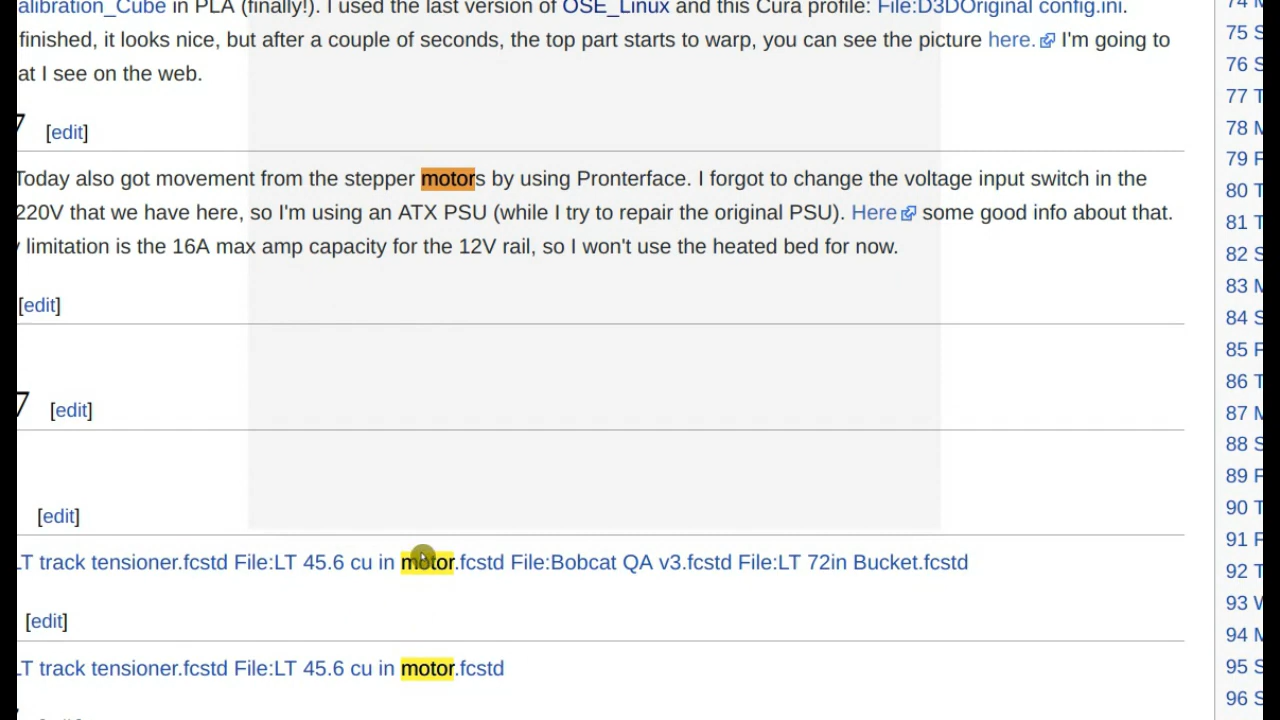 alibration_Cube in PLA (finally!). I used the last version of OSE_Linux and this Cura profile: File:D3DOriginal config.ini.
finished, it looks nice, but after a couple of seconds, the top part starts to warp, you can see the picture here. I'm going to
at I see on the web.
7 [edit]
Today also got movement from the stepper motors by using Pronterface. I forgot to change the voltage input switch in the
220V that we have here, so I'm using an ATX PSU (while I try to repair the original PSU). Here some good info about that.
limitation is the 16A max amp capacity for the 12V rail, so I won't use the heated bed for now.
[edit]
7 [edit]
[edit]
LT track tensioner.fcstd File:LT 45.6 cu in motor.fcstd File:Bobcat QA v3.fcstd File:LT 72in Bucket.fcstd
[edit]
LT track tensioner.fcstd File:LT 45.6 cu in motor.fcstd
74
75 S
76 S
77 T
78 M
79 F
80 T
81 T
82 S
83 M
84 S
85 F
86 T
87 M
88 S
89 F
90 T
91 F
92 T
93 W
94 M
95 S
96 S